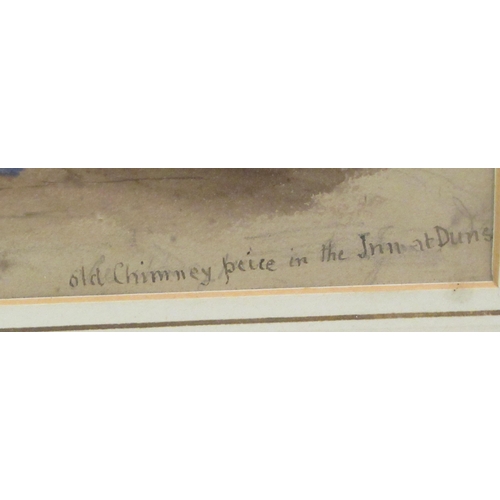 old Chimney peice in the Inn at Duns